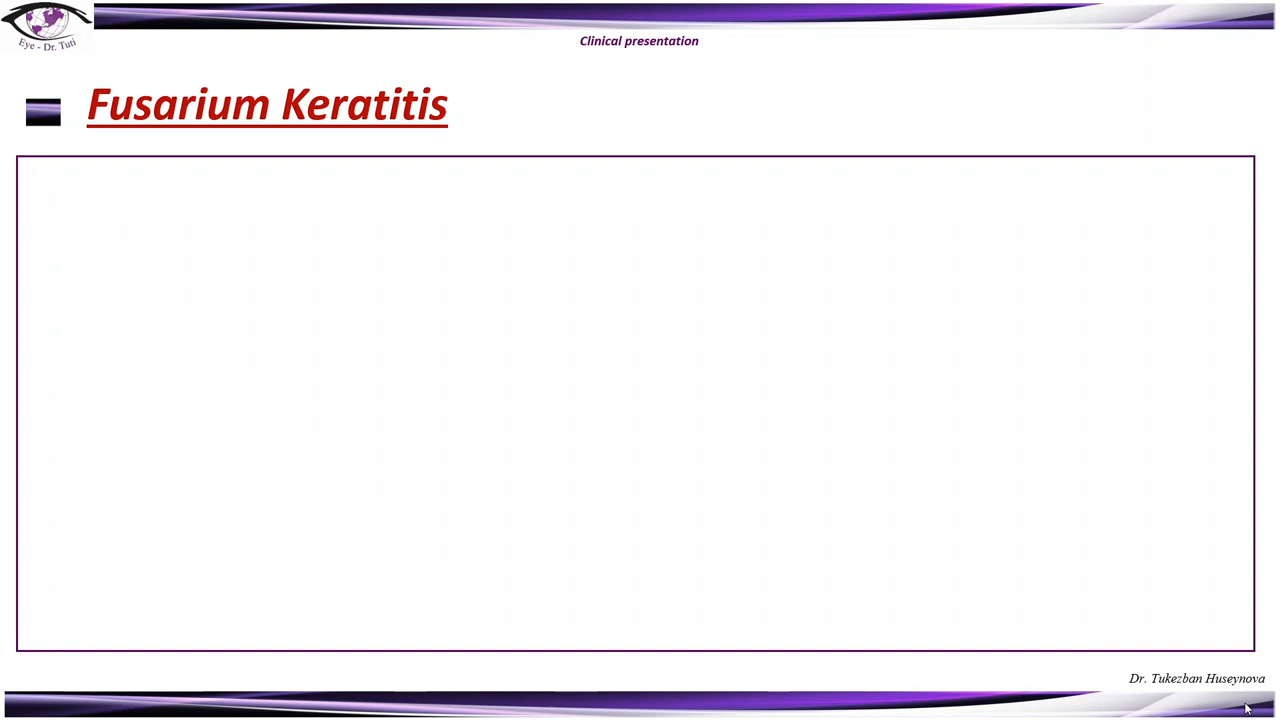 Eye - Dr. Tuti
Clinical presentation
Fusarium Keratitis
Dr. Tukezban Huseynova